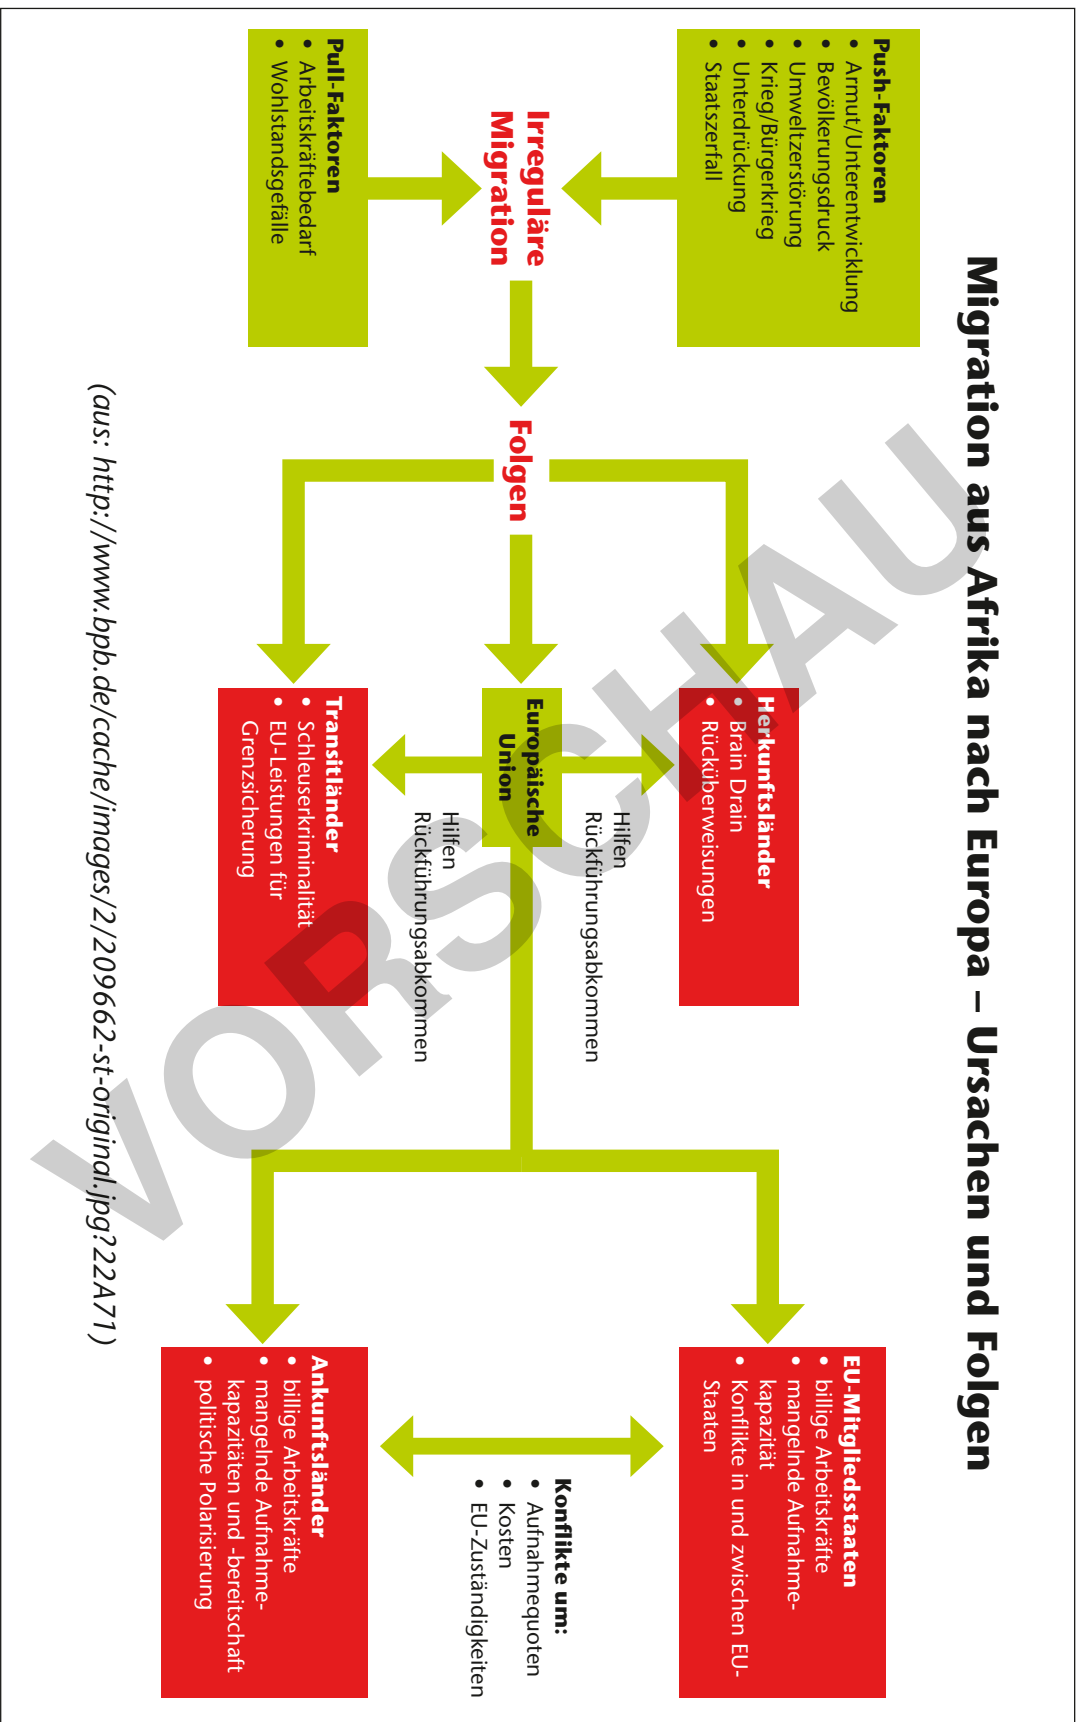 Migration aus Afrika nach Europa – Ursachen und Folgen
Push-Faktoren
• Armut/Unterentwicklung
• Bevölkerungsdruck
• Umweltzerstörung
• Krieg/Bürgerkrieg
• Unterdrückung
• Staatszerfall
Irreguläre
Migration
Pull-Faktoren
• Arbeitskräftebedarf
• Wohlstandsgefälle
Folgen
Herkunftsländer
• Brain Drain
• Rücküberweisungen
Hilfen
Rückführungsabkommen
Europäische
Union
Hilfen
Rückführungsabkommen
Transitländer
• Schleuserkriminalität
• EU-Leistungen für
Grenzsicherung
EU-Mitgliedsstaaten
• billige Arbeitskräfte
• mangelnde Aufnahme-
kapazität
• Konflikte in und zwischen EU-
Staaten
Konflikte um:
• Aufnahmequoten
• Kosten
• EU-Zuständigkeiten
Ankunftsländer
• billige Arbeitskräfte
• mangelnde Aufnahme-
kapazitäten und -bereitschaft
• politische Polarisierung
(aus: http://www.bpb.de/cache/images/2/209662-st-original.jpg?22A71)
VORSCHAU